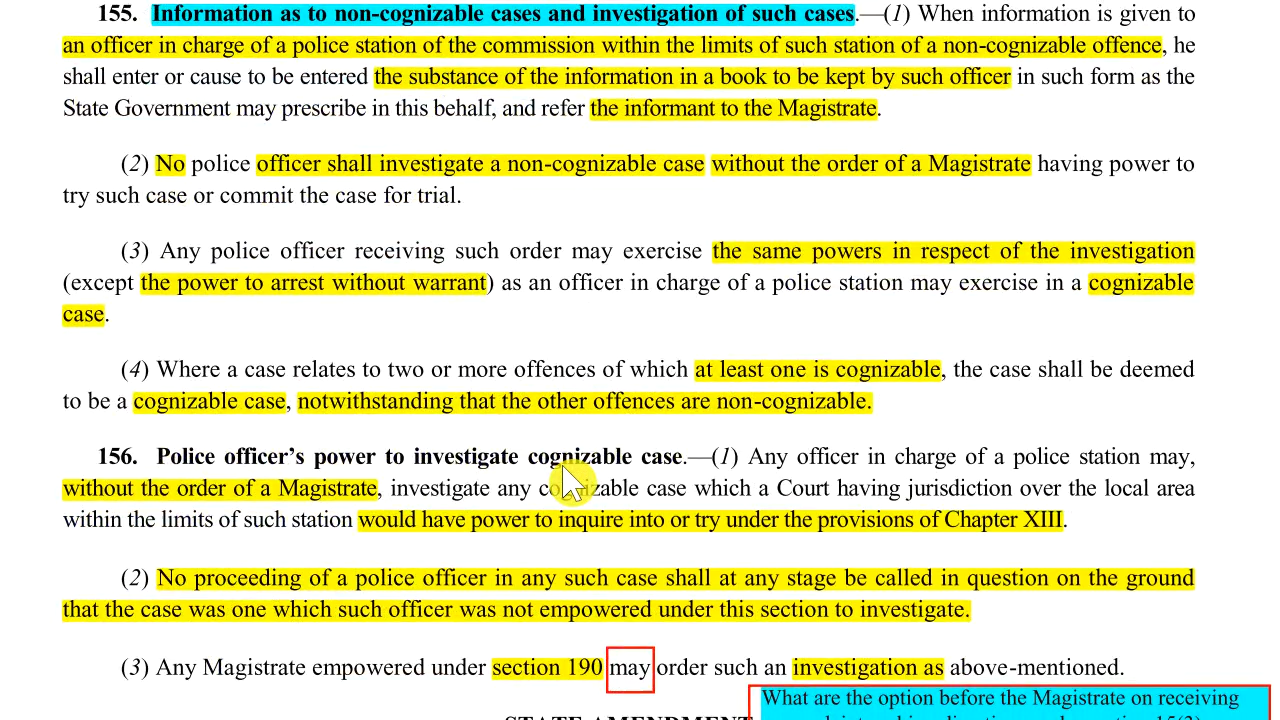 155. Information as to non-cognizable cases and investigation of such cases.—(1) When information is given to
an officer in charge of a police station of the commission within the limits of such station of a non-cognizable offence, he
shall enter or cause to be entered the substance of the information in a book to be kept by such officer in such form as the
State Government may prescribe in this behalf, and refer the informant to the Magistrate.
(2) No police officer shall investigate a non-cognizable case without the order of a Magistrate having power to
try such case or commit the case for trial.
(3) Any police officer receiving such order may exercise the same powers in respect of the investigation
(except the power to arrest without warrant) as an officer in charge of a police station may exercise in a cognizable
case.
(4) Where a case relates to two or more offences of which at least one is cognizable, the case shall be deemed
to be a cognizable case, notwithstanding that the other offences are non-cognizable.
156. Police officer's power to investigate cognizable case.—(1) Any officer in charge of a police station may,
without the order of a Magistrate, investigate any cognizable case which a Court having jurisdiction over the local area
within the limits of such station would have power to inquire into or try under the provisions of Chapter XIII.
(2) No proceeding of a police officer in any such case shall at any stage be called in question on the ground
that the case was one which such officer was not empowered under this section to investigate.
(3) Any Magistrate empowered under section 190 may order such an investigation as above-mentioned.
What are the option before the Magistrate on receiving
STATE AMENDMENT